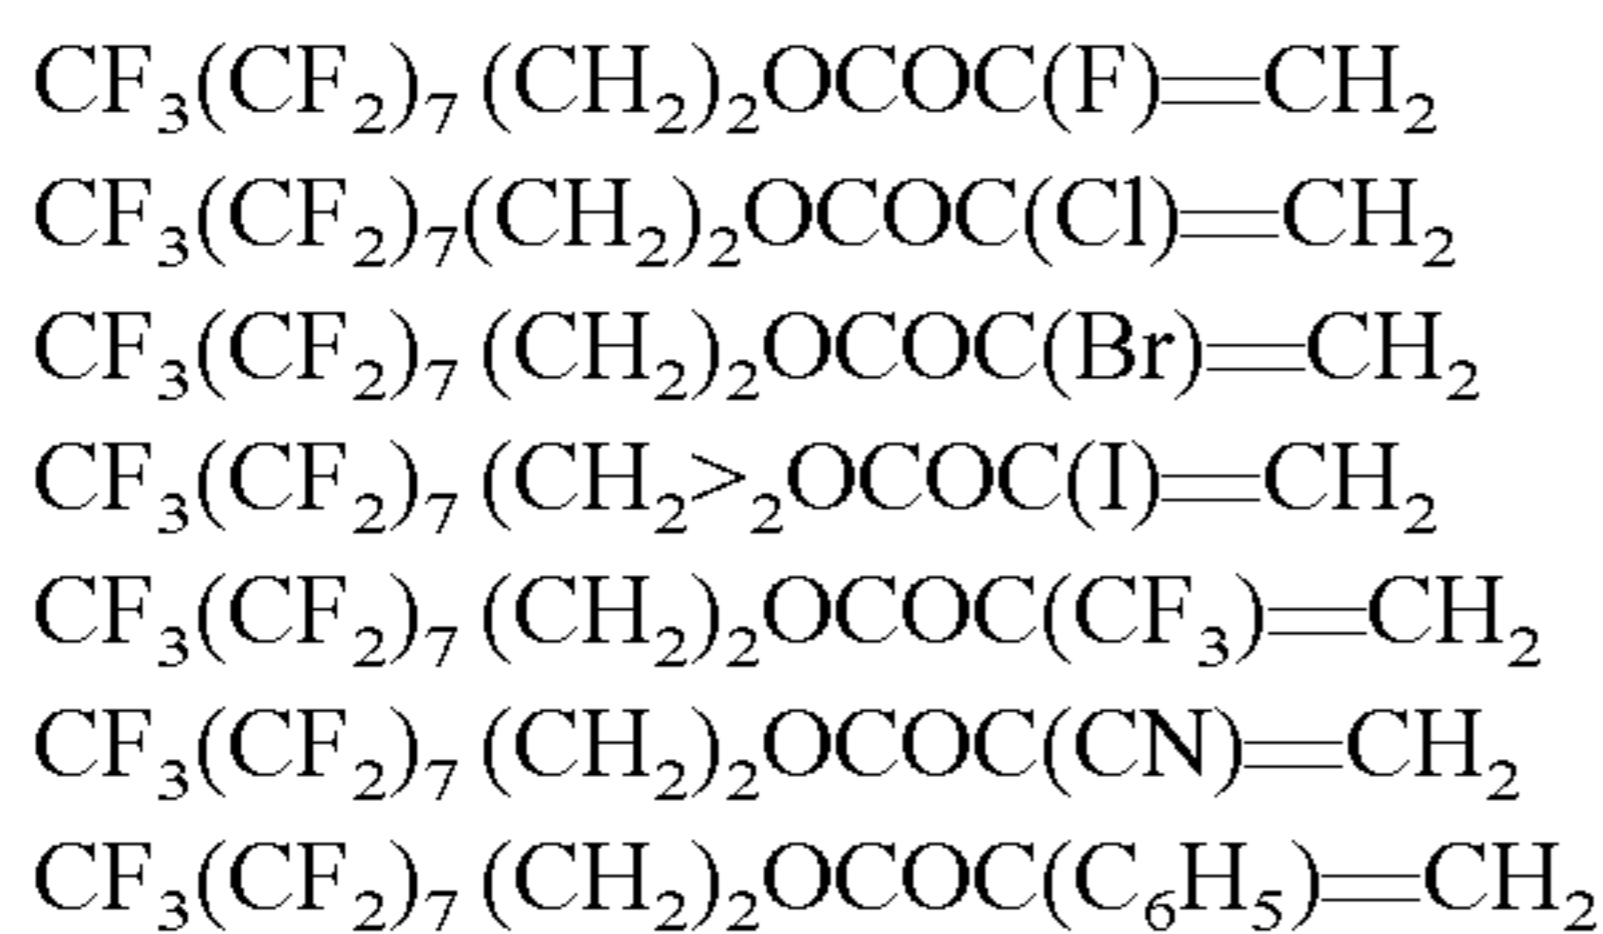 CF₃(CF₂)₇ (CH₂)₂OCOC(F)═CH₂
CF₃(CF₂)₇(CH₂)₂OCOC(Cl)═CH₂
CF₃(CF₂)₇ (CH₂)₂OCOC(Br)═CH₂
CF₃(CF₂)₇ (CH₂>₂OCOC(I)═CH₂
CF₃(CF₂)₇ (CH₂)₂OCOC(CF₃)═CH₂
CF₃(CF₂)₇ (CH₂)₂OCOC(CN)═CH₂
CF₃(CF₂)₇ (CH₂)₂OCOC(C₆H₅)═CH₂